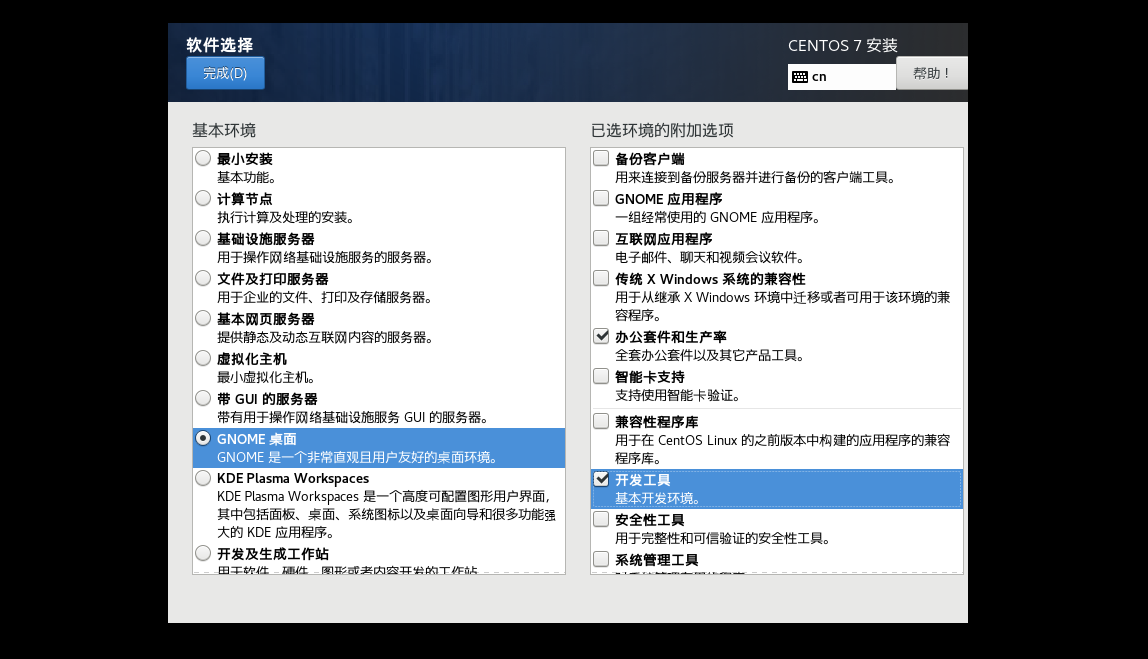 软件选择
完成(D)
CENTOS 7 安装
cn
帮助！
基本环境
最小安装
基本功能。
计算节点
执行计算及处理的安装。
基础设施服务器
用于操作网络基础设施服务的服务器。
文件及打印服务器
用于企业的文件、打印及存储服务器。
基本网页服务器
提供静态及动态互联网内容的服务器。
虚拟化主机
最小虚拟化主机。
带 GUI 的服务器
带有用于操作网络基础设施服务 GUI 的服务器。
GNOME 桌面
GNOME 是一个非常直观且用户友好的桌面环境。
KDE Plasma Workspaces
KDE Plasma Workspaces 是一个高度可配置图形用户界面，
其中包括面板、桌面、系统图标以及桌面向导和很多功能强
大的 KDE 应用程序。
开发及生成工作站
用于软件、硬件、图形或者内容开发的工作站
已选环境的附加选项
备份客户端
用来连接到备份服务器并进行备份的客户端工具。
GNOME 应用程序
一组经常使用的 GNOME 应用程序。
互联网应用程序
电子邮件、聊天和视频会议软件。
传统 X Windows 系统的兼容性
用于从继承 X Windows 环境中迁移或者可用于该环境的兼
容程序。
办公套件和生产率
全套办公套件以及其它产品工具。
智能卡支持
支持使用智能卡验证。
兼容性程序库
用于在 CentOS Linux 的之前版本中构建的应用程序的兼容
程序库。
开发工具
基本开发环境。
安全性工具
用于完整性和可信验证的安全性工具。
系统管理工具